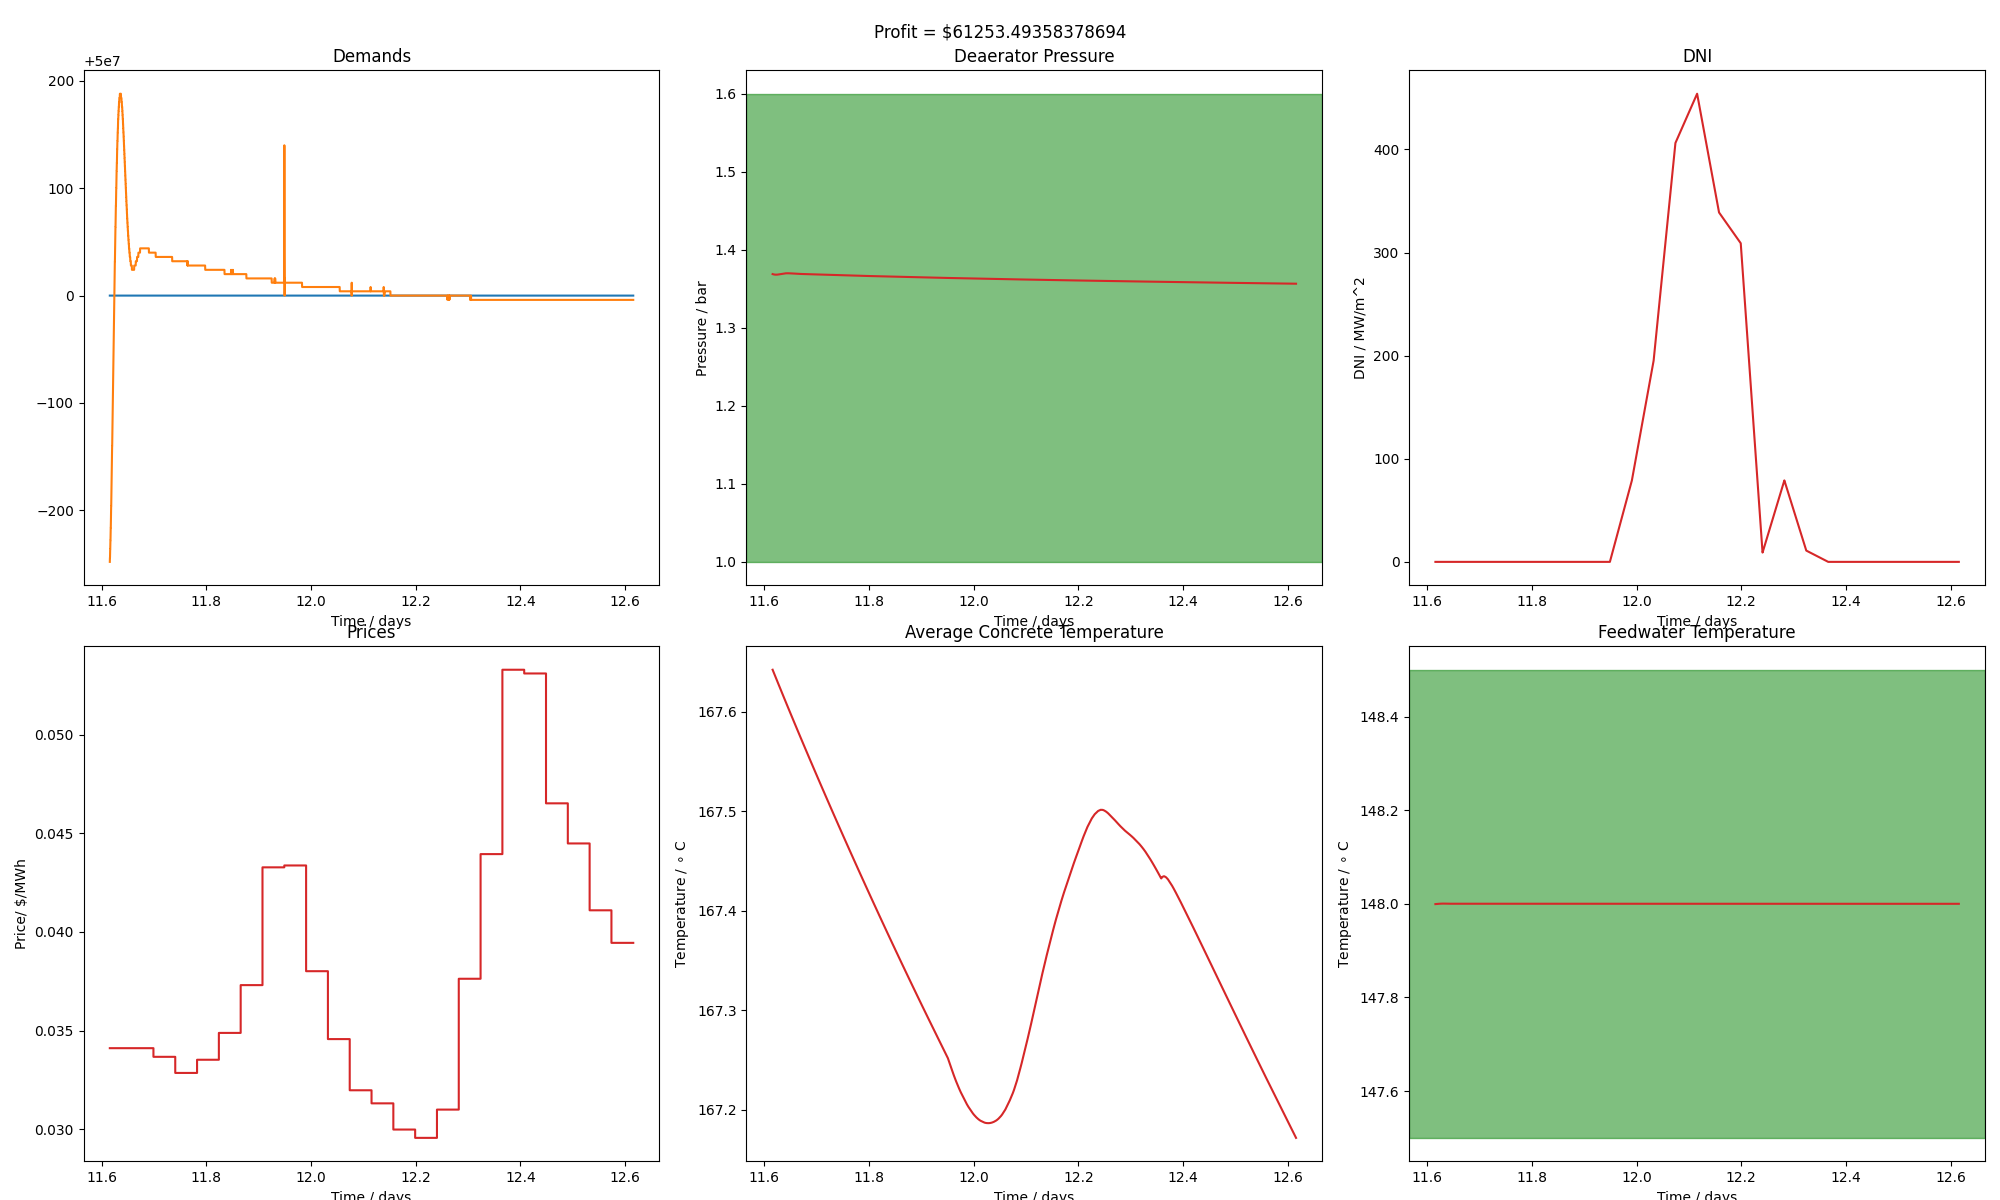 Profit = $61253.49358378694
Demands
+5e7
200
100
0
−100
−200
11.6 11.8 12.0 12.2 12.4 12.6
Time / days
Deaerator Pressure
Pressure / bar
1.6
1.5
1.4
1.3
1.2
1.1
1.0
11.6 11.8 12.0 12.2 12.4 12.6
Time / days
DNI
DNI / MW/m^2
400
300
200
100
0
11.6 11.8 12.0 12.2 12.4 12.6
Time / days
Prices
Price/ $/MWh
0.050
0.045
0.040
0.035
0.030
11.6 11.8 12.0 12.2 12.4 12.6
Time / days
Average Concrete Temperature
Temperature / ∘ C
167.6
167.5
167.4
167.3
167.2
11.6 11.8 12.0 12.2 12.4 12.6
Time / days
Feedwater Temperature
Temperature / ∘ C
148.4
148.2
148.0
147.8
147.6
11.6 11.8 12.0 12.2 12.4 12.6
Time / days